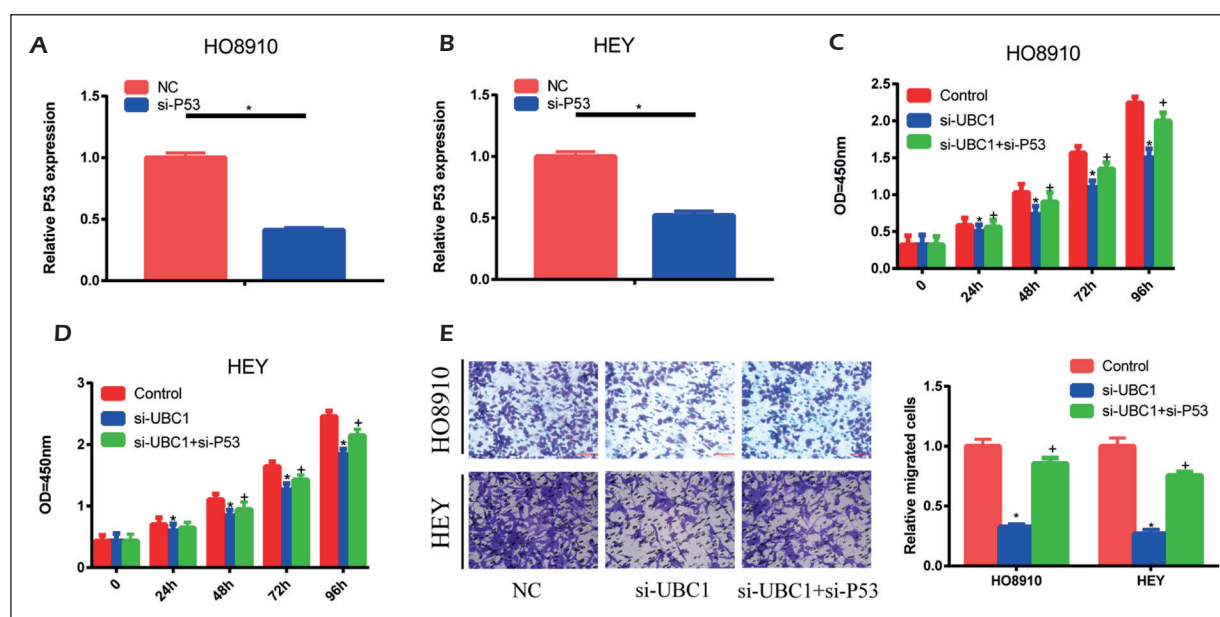 A
HO8910
NC
si-P53
*
Relative P53 expression
1.5
1.0
0.5
0.0
B
HEY
NC
si-P53
*
Relative P53 expression
1.5
1.0
0.5
0.0
C
HO8910
Control
si-UBC1
si-UBC1+si-P53
OD=450nm
2.5
2.0
1.5
1.0
0.5
0.0
* + * + * + * +
0 24h 48h 72h 96h
D
HEY
Control
si-UBC1
si-UBC1+si-P53
OD=450nm
3
2
1
0
* * + * + * +
0 24h 48h 72h 96h
E
HO8910
HEY
NC si-UBC1 si-UBC1+si-P53
Control
si-UBC1
si-UBC1+si-P53
Relative migrated cells
1.5
1.0
0.5
0.0
* + * +
HO8910 HEY